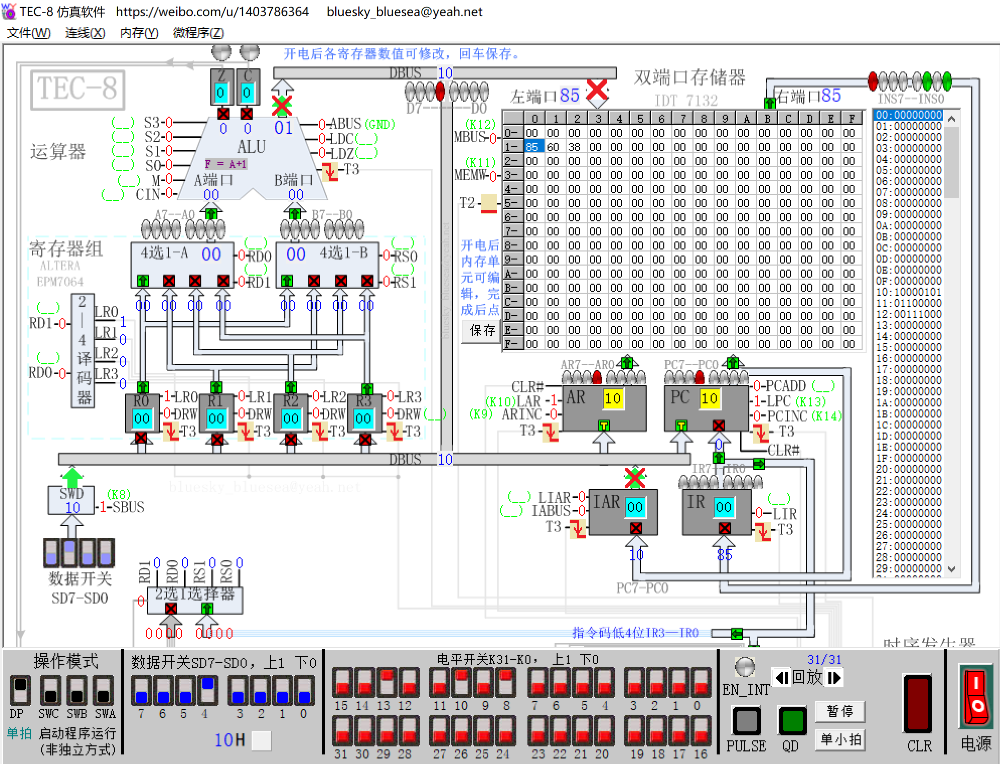 TEC-8 仿真软件 https://weibo.com/u/1403786364 bluesky_bluesea@yeah.net
文件(W) 连线(X) 内存(Y) 微程序(Z)
开电后各寄存器数值可修改，回车保存。
TEC-8
Z C
0 0
DBUS 10
D7------D0
双端口存储器
IDT 7132
左端口85
右端口85
INS7--INS0
运算器
(__) S3-0
(__) S2-0
(__) S1-0
(__) S0-0
(__) M-0
(__) CIN-0
0 0 01
ALU
F = A+1
A端口 B端口
00 00
0-ABUS(GND)
0-LDC(__)
0-LDZ(__)
T3
A7--A0 B7--B0
(K12)
MBUS-0
(K11)
MEMW-0
T2
开电后
内存单
元可编
辑，完
成后点
保存
0 1 2 3 4 5 6 7 8 9 A B C D E F
0- 00 00 00 00 00 00 00 00 00 00 00 00 00 00 00 00
1- 85 60 38 00 00 00 00 00 00 00 00 00 00 00 00 00
2- 00 00 00 00 00 00 00 00 00 00 00 00 00 00 00 00
3- 00 00 00 00 00 00 00 00 00 00 00 00 00 00 00 00
4- 00 00 00 00 00 00 00 00 00 00 00 00 00 00 00 00
5- 00 00 00 00 00 00 00 00 00 00 00 00 00 00 00 00
6- 00 00 00 00 00 00 00 00 00 00 00 00 00 00 00 00
7- 00 00 00 00 00 00 00 00 00 00 00 00 00 00 00 00
8- 00 00 00 00 00 00 00 00 00 00 00 00 00 00 00 00
9- 00 00 00 00 00 00 00 00 00 00 00 00 00 00 00 00
A- 00 00 00 00 00 00 00 00 00 00 00 00 00 00 00 00
B- 00 00 00 00 00 00 00 00 00 00 00 00 00 00 00 00
C- 00 00 00 00 00 00 00 00 00 00 00 00 00 00 00 00
D- 00 00 00 00 00 00 00 00 00 00 00 00 00 00 00 00
E- 00 00 00 00 00 00 00 00 00 00 00 00 00 00 00 00
F- 00 00 00 00 00 00 00 00 00 00 00 00 00 00 00 00
00:00000000
01:00000000
02:00000000
03:00000000
04:00000000
05:00000000
06:00000000
07:00000000
08:00000000
09:00000000
0A:00000000
0B:00000000
0C:00000000
0D:00000000
0E:00000000
0F:00000000
10:10000101
11:01100000
12:00111000
13:00000000
14:00000000
15:00000000
16:00000000
17:00000000
18:00000000
19:00000000
1A:00000000
1B:00000000
1C:00000000
1D:00000000
1E:00000000
1F:00000000
20:00000000
21:00000000
22:00000000
23:00000000
24:00000000
25:00000000
26:00000000
27:00000000
28:00000000
29:00000000
寄存器组
ALTERA
EPM7064
4选1-A 00
(__)
0-RD0
(__)
0-RD1
00 4选1-B
(__)
0-RS0
(__)
0-RS1
00 00 00 00 00 00 00 00
2—4译码器
(__)
RD1-0
(__)
RD0-0
LR0 1
LR1 0
LR2 0
LR3 0
R0 00 1-LR0 0-DRW T3
R1 00 0-LR1 0-DRW T3
R2 00 0-LR2 0-DRW T3
R3 00 0-LR3 0-DRW(__) T3
bluesky_bluesea@yeah.net
AR7--AR0
CLR#
(K10)LAR-1
(K9) ARINC-0
T3
AR 10
PC7--PC0
PC 10
0-PCADD (__)
1-LPC (K13)
0-PCINC(K14)
T3
CLR#
0
DBUS 10
bluesky_bluesea@yeah.net
SWD
10
(K8)
1-SBUS
数据开关
SD7-SD0
(__) LIAR-0
(__) IABUS-0
T3
IAR 00
10
IR7--IR0
IR 00
(__)
0-LIR
T3
85
PC7-PC0
RD1 0 RD0 0 RS1 0 RS0 0
0
2选1选择器
0000 0000
指令码低4位IR3—IR0
时序发生器
操作模式
DP SWC SWB SWA
单拍 启动程序运行
(非独立方式)
数据开关SD7-SD0，上1 下0
7 6 5 4 3 2 1 0
10H
电平开关K31-K0， 上1 下0
15 14 13 12 11 10 9 8 7 6 5 4 3 2 1 0
31 30 29 28 27 26 25 24 23 22 21 20 19 18 17 16
31/31
回放
EN_INT
暂停
单小拍
PULSE QD
CLR
电源